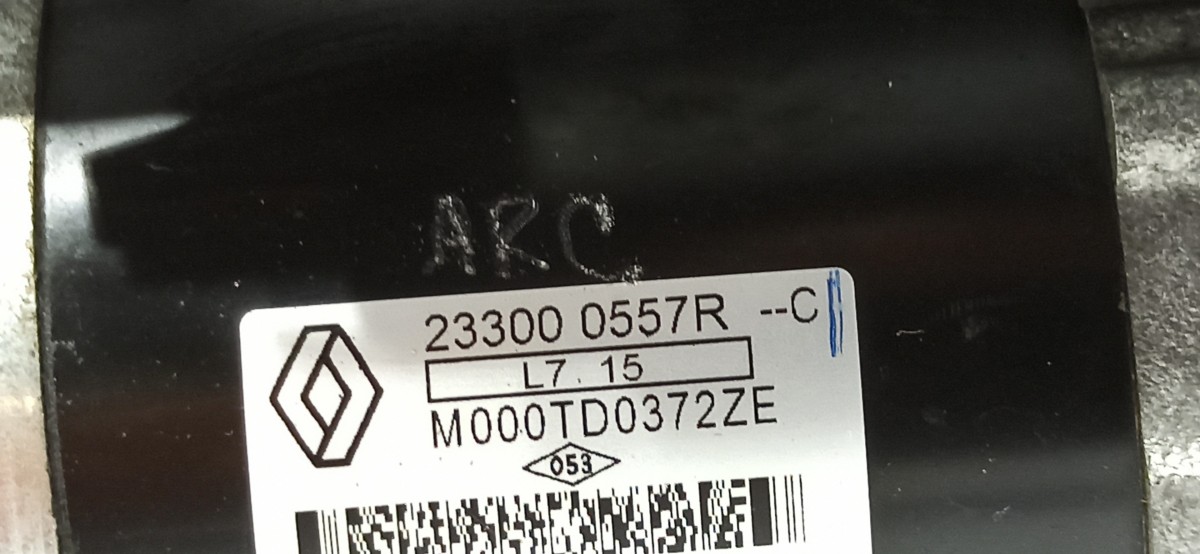 ARC
23300 0557R --C
L7. 15
M000TD0372ZE
053